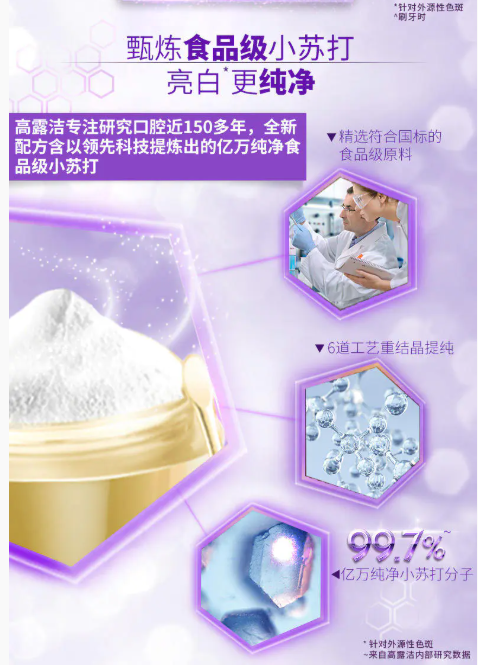 *针对外源性色斑
^刷牙时
甄炼食品级小苏打
亮白*更纯净
高露洁专注研究口腔近150多年，全新
配方含以领先科技提炼出的亿万纯净食
品级小苏打
▼精选符合国标的
食品级原料
▼6道工艺重结晶提纯
99.7%~
◀亿万纯净小苏打分子
*针对外源性色斑
~来自高露洁内部研究数据